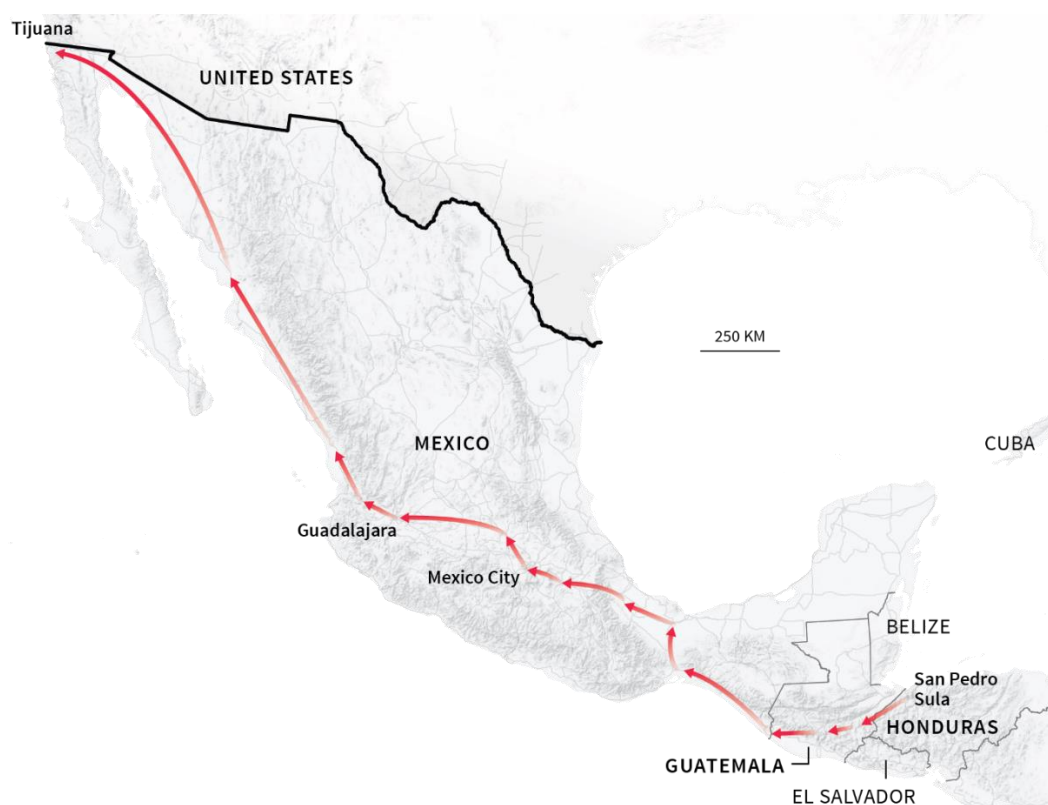 Tijuana
UNITED STATES
250 KM
MEXICO
CUBA
Guadalajara
Mexico City
BELIZE
San Pedro
Sula
HONDURAS
GUATEMALA
EL SALVADOR